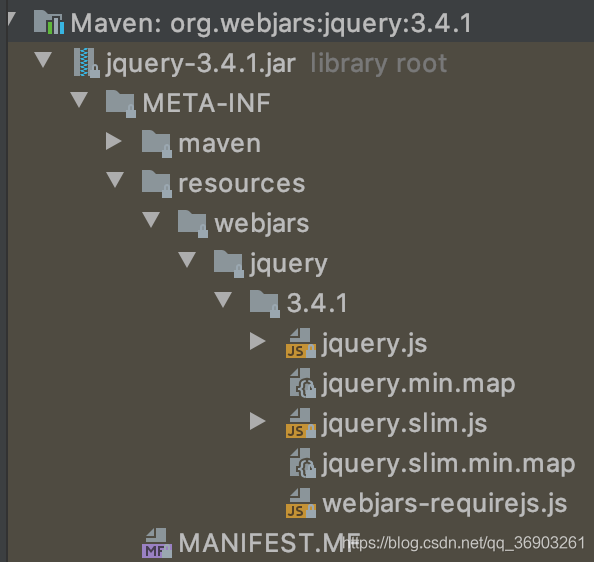 Maven: org.webjars:jquery:3.4.1
jquery-3.4.1.jar library root
META-INF
maven
resources
webjars
jquery
3.4.1
jquery.js
jquery.min.map
jquery.slim.js
jquery.slim.min.map
webjars-requirejs.js
MANIFEST.MF
https://blog.csdn.net/qq_36903261